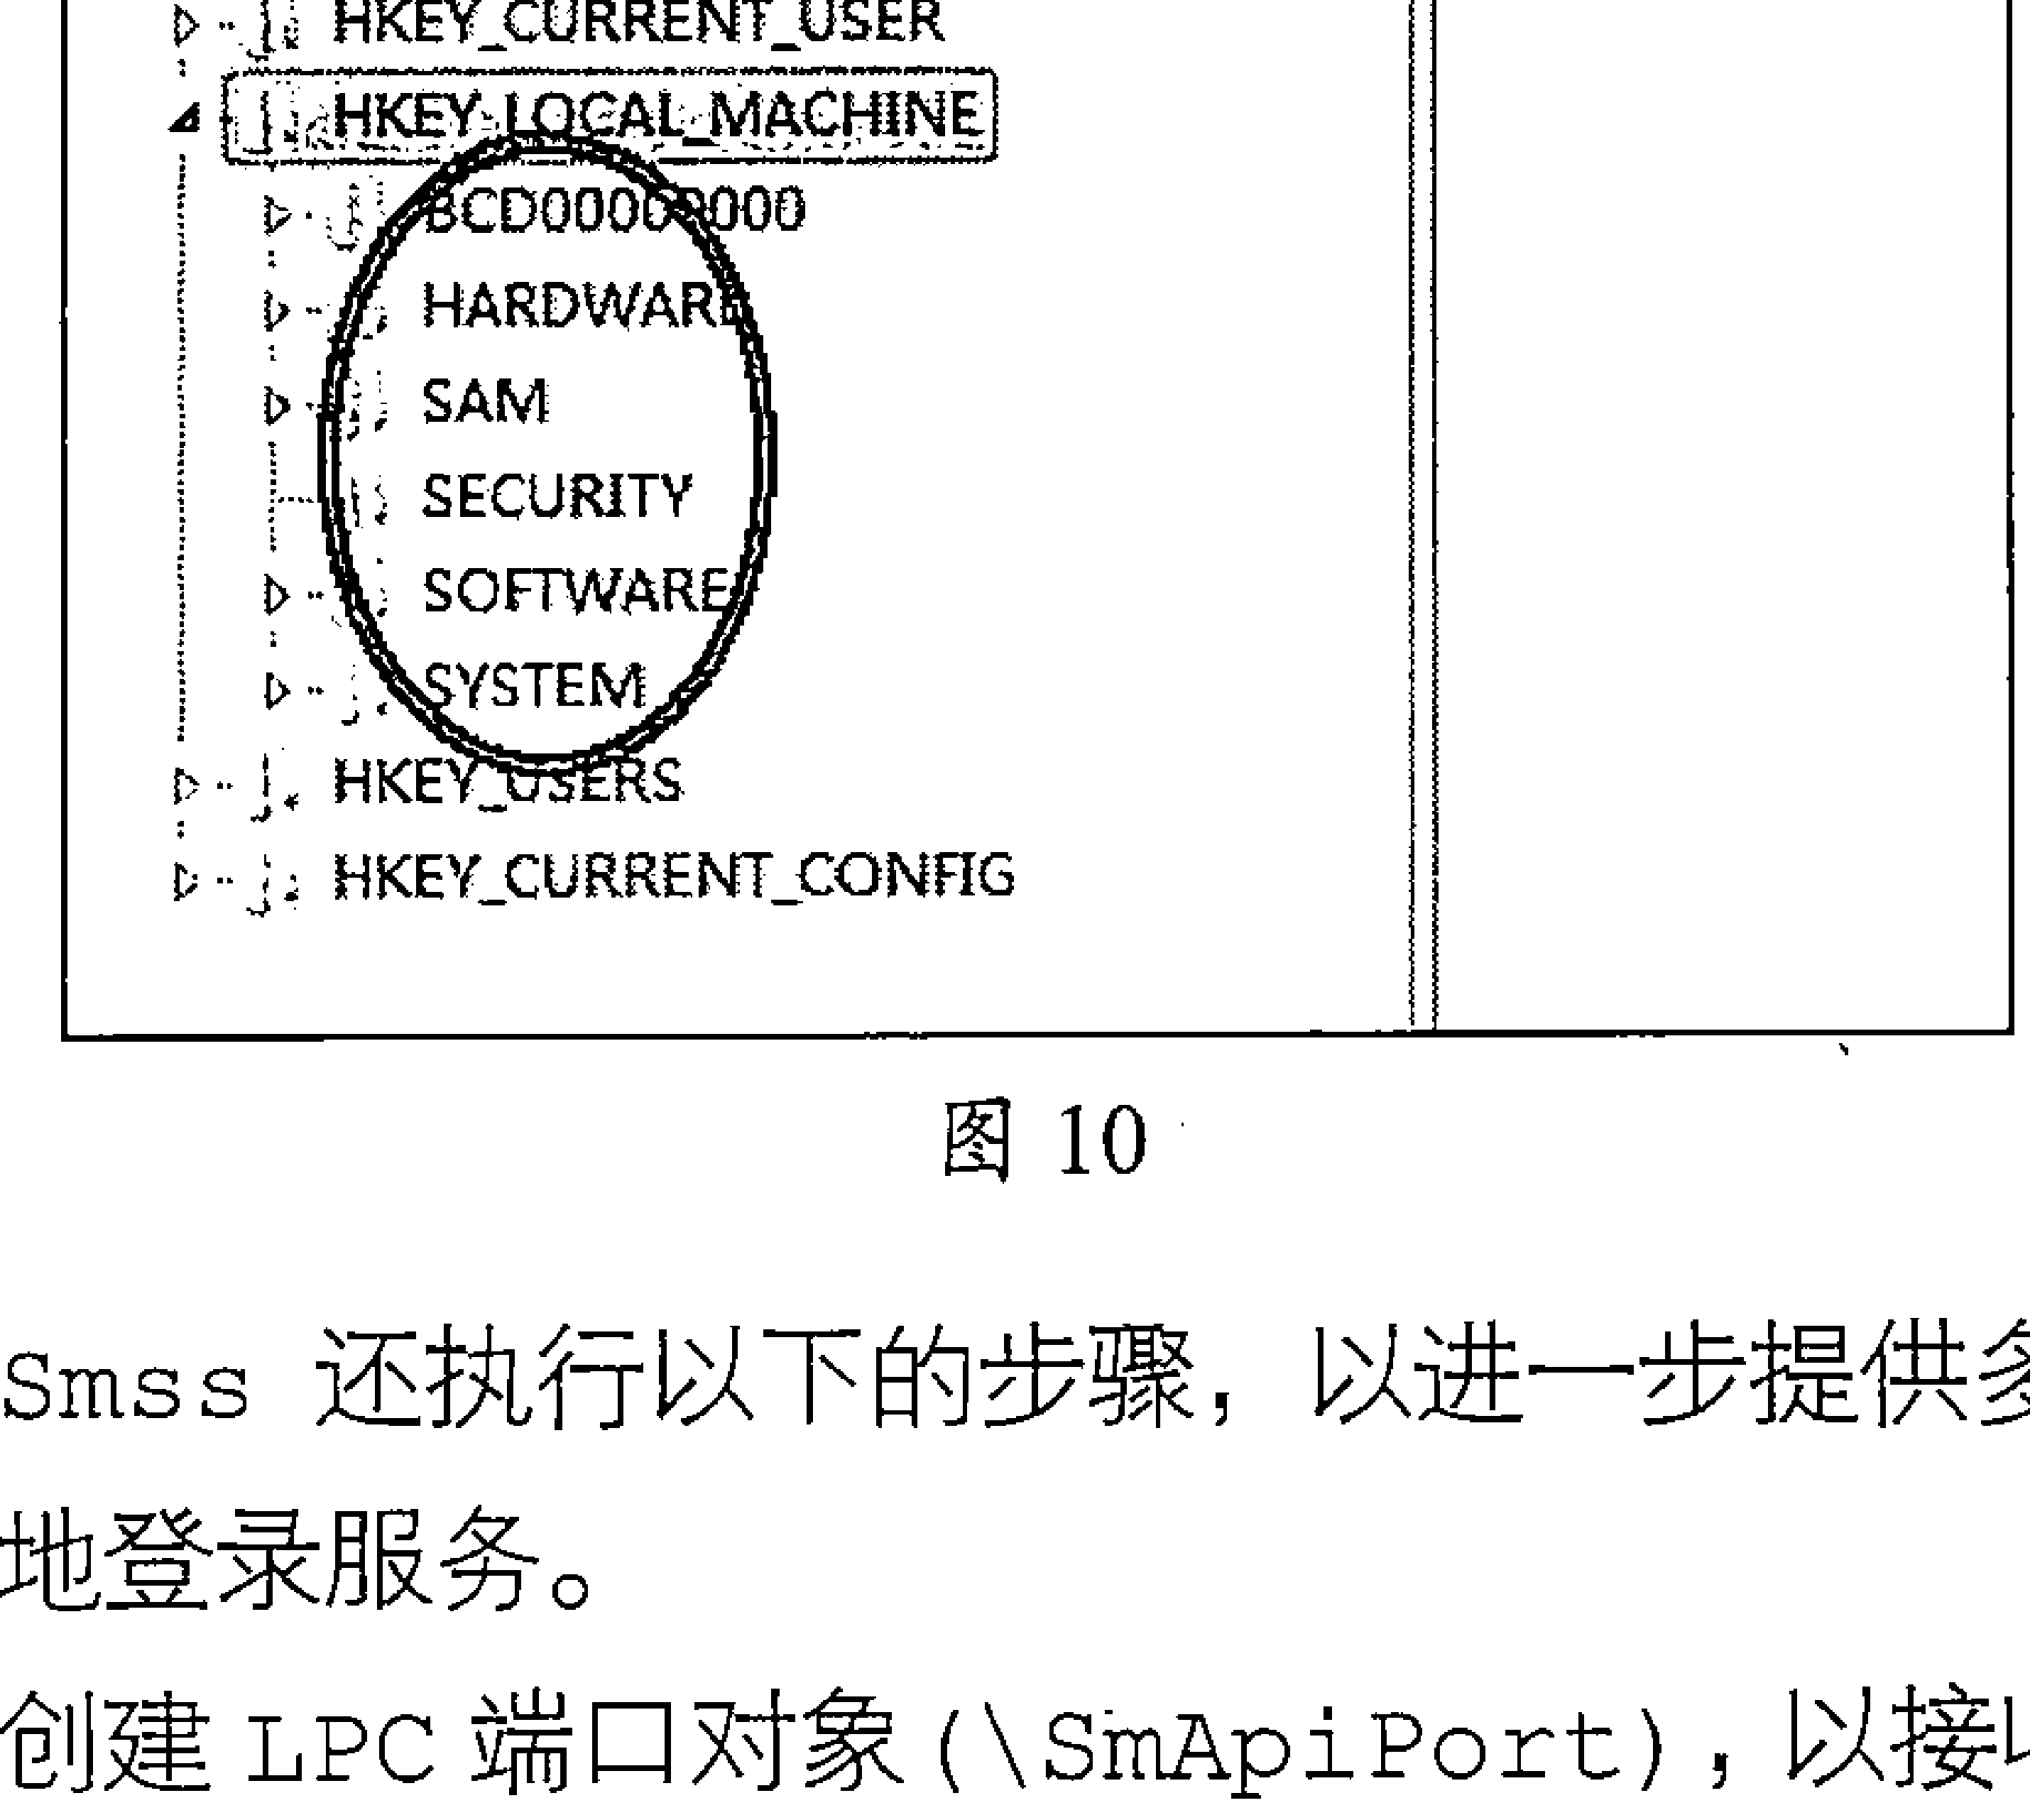 HKEY_CURRENT_USER
HKEY_LOCAL_MACHINE
BCD00000000
HARDWARE
SAM
SECURITY
SOFTWARE
SYSTEM
HKEY_USERS
HKEY_CURRENT_CONFIG
图 10
Smss 还执行以下的步骤，以进一步提供多
地登录服务。
创建 LPC 端口对象(\SmApiPort)，以接收